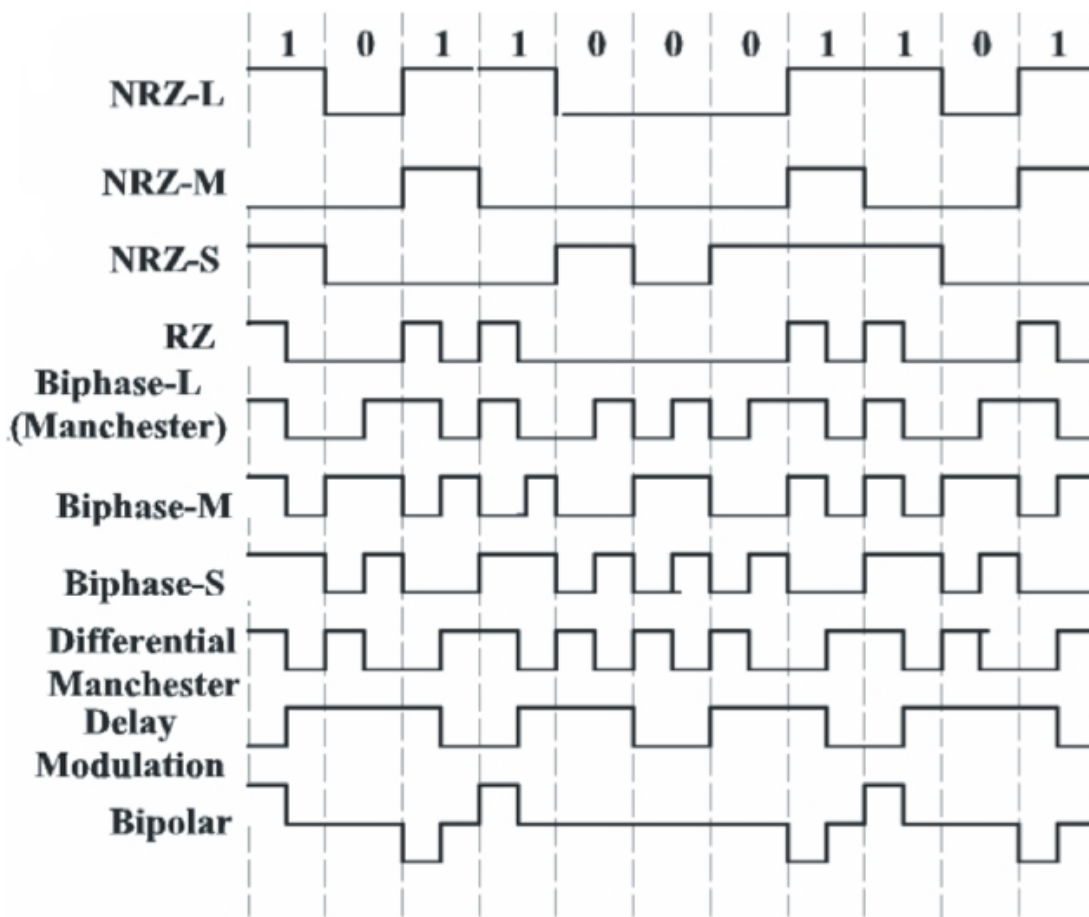 1 0 1 1 0 0 0 1 1 0 1
NRZ-L
NRZ-M
NRZ-S
RZ
Biphase-L
(Manchester)
Biphase-M
Biphase-S
Differential
Manchester
Delay
Modulation
Bipolar